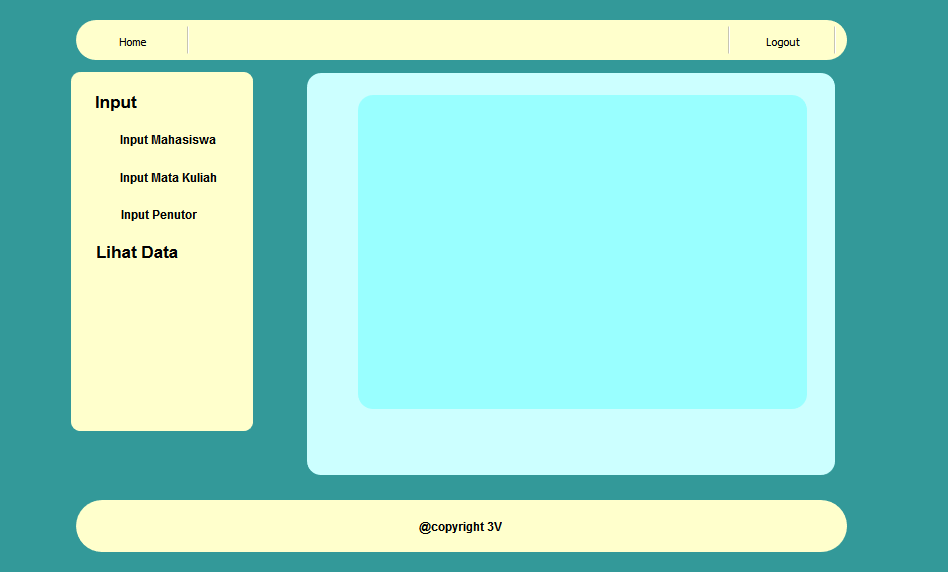 Home
Logout
Input
Input Mahasiswa
Input Mata Kuliah
Input Penutor
Lihat Data
@copyright 3V